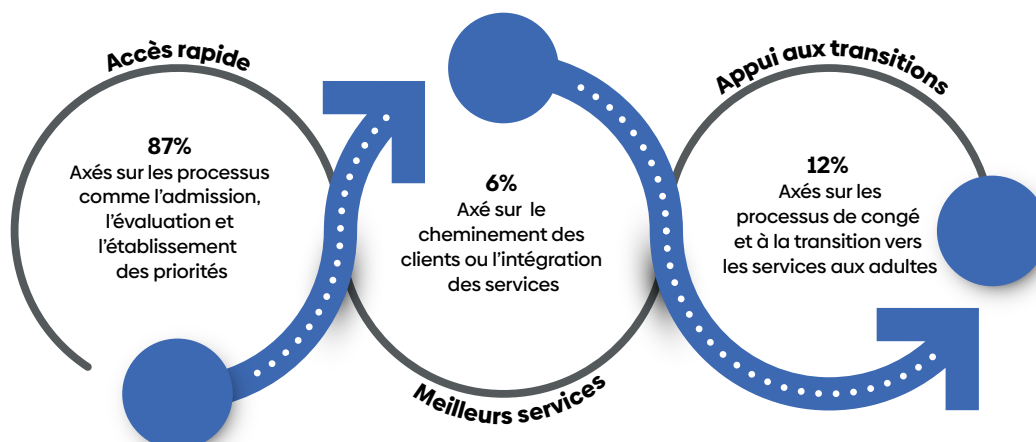 Accès rapide
87%
Axés sur les processus
comme l’admission,
l’évaluation et
l’établissement
des priorités
6%
Axé sur le
cheminement des
clients ou l’intégration
des services
Meilleurs services
Appui aux transitions
12%
Axés sur les
processus de congé
et à la transition vers
les services aux adultes